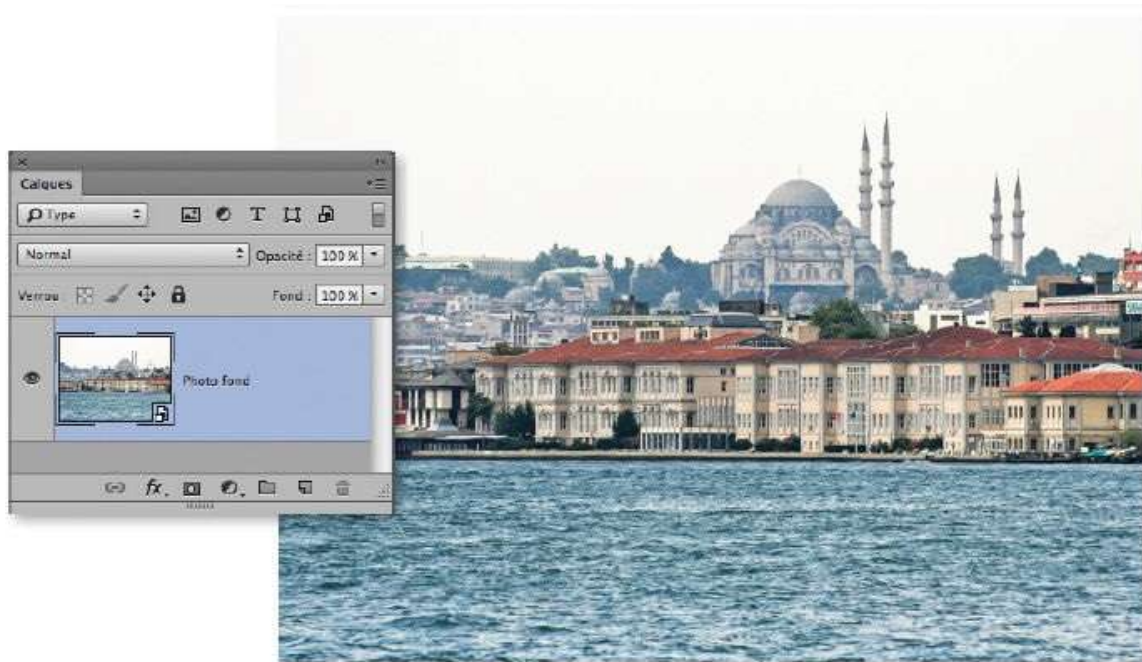 Calques
Type
Normal Opacité : 100 %
Verrou Fond : 100 %
Photo fond
fx